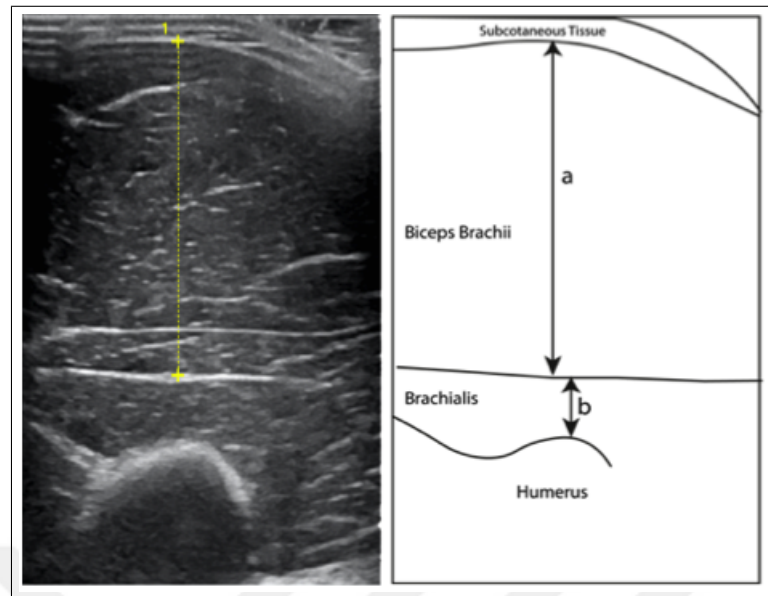 1
Subcotaneous Tissue
a
Biceps Brachii
Brachialis
b
Humerus